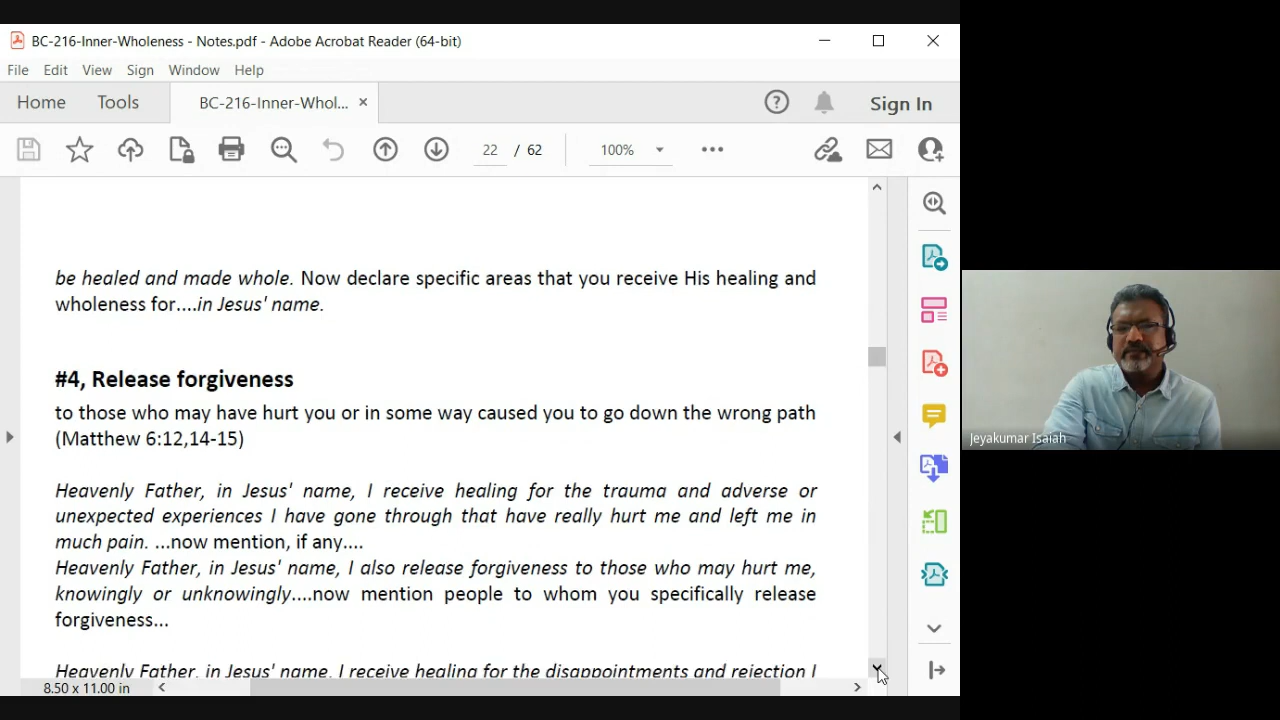 BC-216-Inner-Wholeness - Notes.pdf - Adobe Acrobat Reader (64-bit)
File Edit View Sign Window Help
Home Tools BC-216-Inner-Whol... × Sign In
22 / 62 100%
be healed and made whole. Now declare specific areas that you receive His healing and
wholeness for....in Jesus' name.
#4, Release forgiveness
to those who may have hurt you or in some way caused you to go down the wrong path
(Matthew 6:12,14-15)
Heavenly Father, in Jesus' name, I receive healing for the trauma and adverse or
unexpected experiences I have gone through that have really hurt me and left me in
much pain. ...now mention, if any....
Heavenly Father, in Jesus' name, I also release forgiveness to those who may hurt me,
knowingly or unknowingly....now mention people to whom you specifically release
forgiveness...
Heavenly Father, in Jesus' name, I receive healing for the disappointments and rejection I
8.50 x 11.00 in
Jeyakumar Isaiah